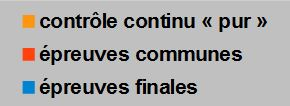 contrôle continu « pur »
épreuves communes
épreuves finales